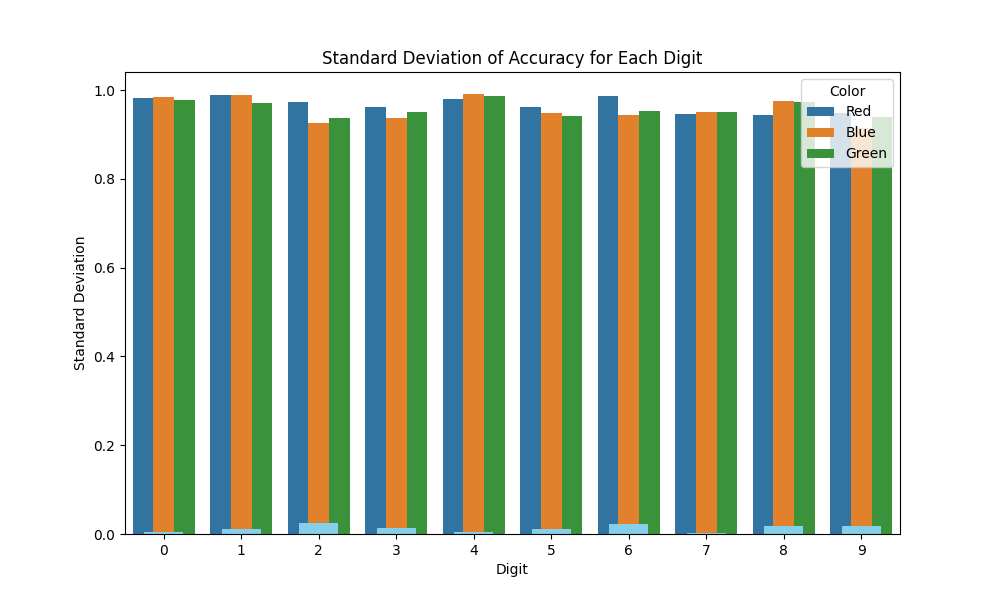 Standard Deviation of Accuracy for Each Digit
Color
Red
Blue
Green
1.0
0.8
0.6
0.4
0.2
0.0
Standard Deviation
0 1 2 3 4 5 6 7 8 9
Digit